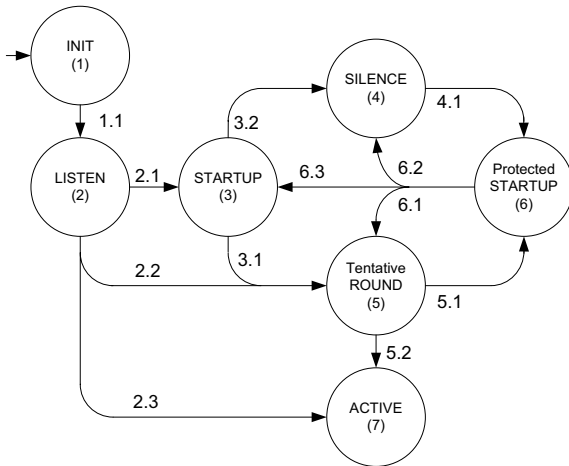 INIT
(1)
1.1
LISTEN
(2)
2.1
STARTUP
(3)
3.2
SILENCE
(4)
4.1
6.3
6.2
6.1
Protected
STARTUP
(6)
2.2
3.1
Tentative
ROUND
(5)
5.1
5.2
2.3
ACTIVE
(7)